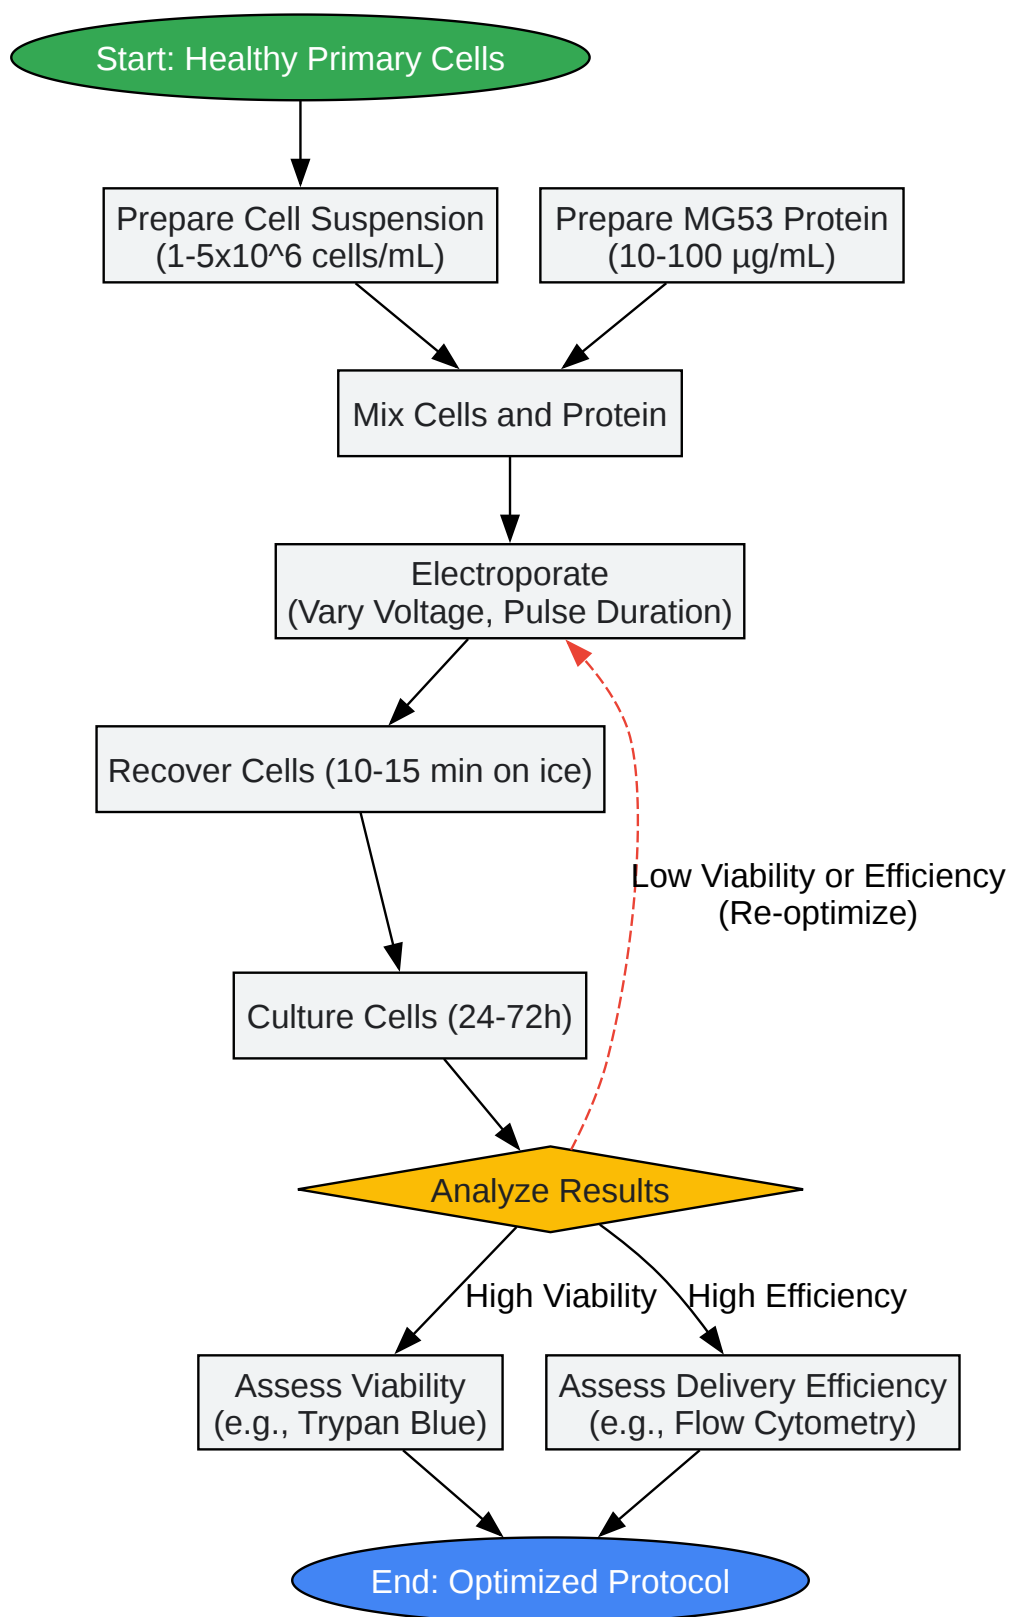 Start: Healthy Primary Cells
Prepare Cell Suspension
(1-5x10^6 cells/mL)
Prepare MG53 Protein
(10-100 µg/mL)
Mix Cells and Protein
Electroporate
(Vary Voltage, Pulse Duration)
Recover Cells (10-15 min on ice)
Low Viability or Efficiency
(Re-optimize)
Culture Cells (24-72h)
Analyze Results
High Viability
High Efficiency
Assess Viability
(e.g., Trypan Blue)
Assess Delivery Efficiency
(e.g., Flow Cytometry)
End: Optimized Protocol